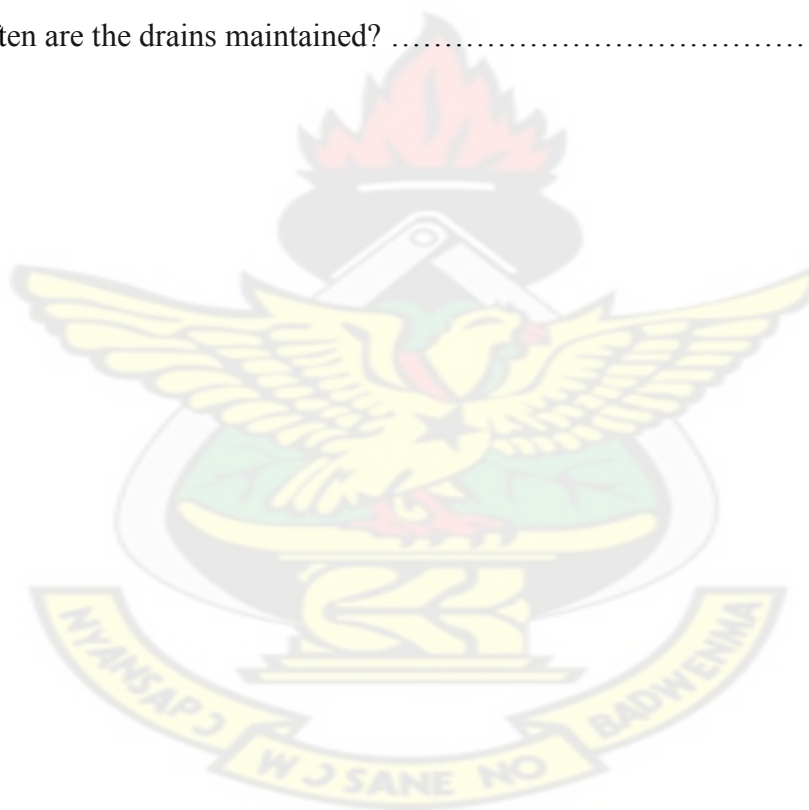 ten are the drains maintained? ……………………………………
NYANSAPƆ
WƆSANE NO
BADWENMA